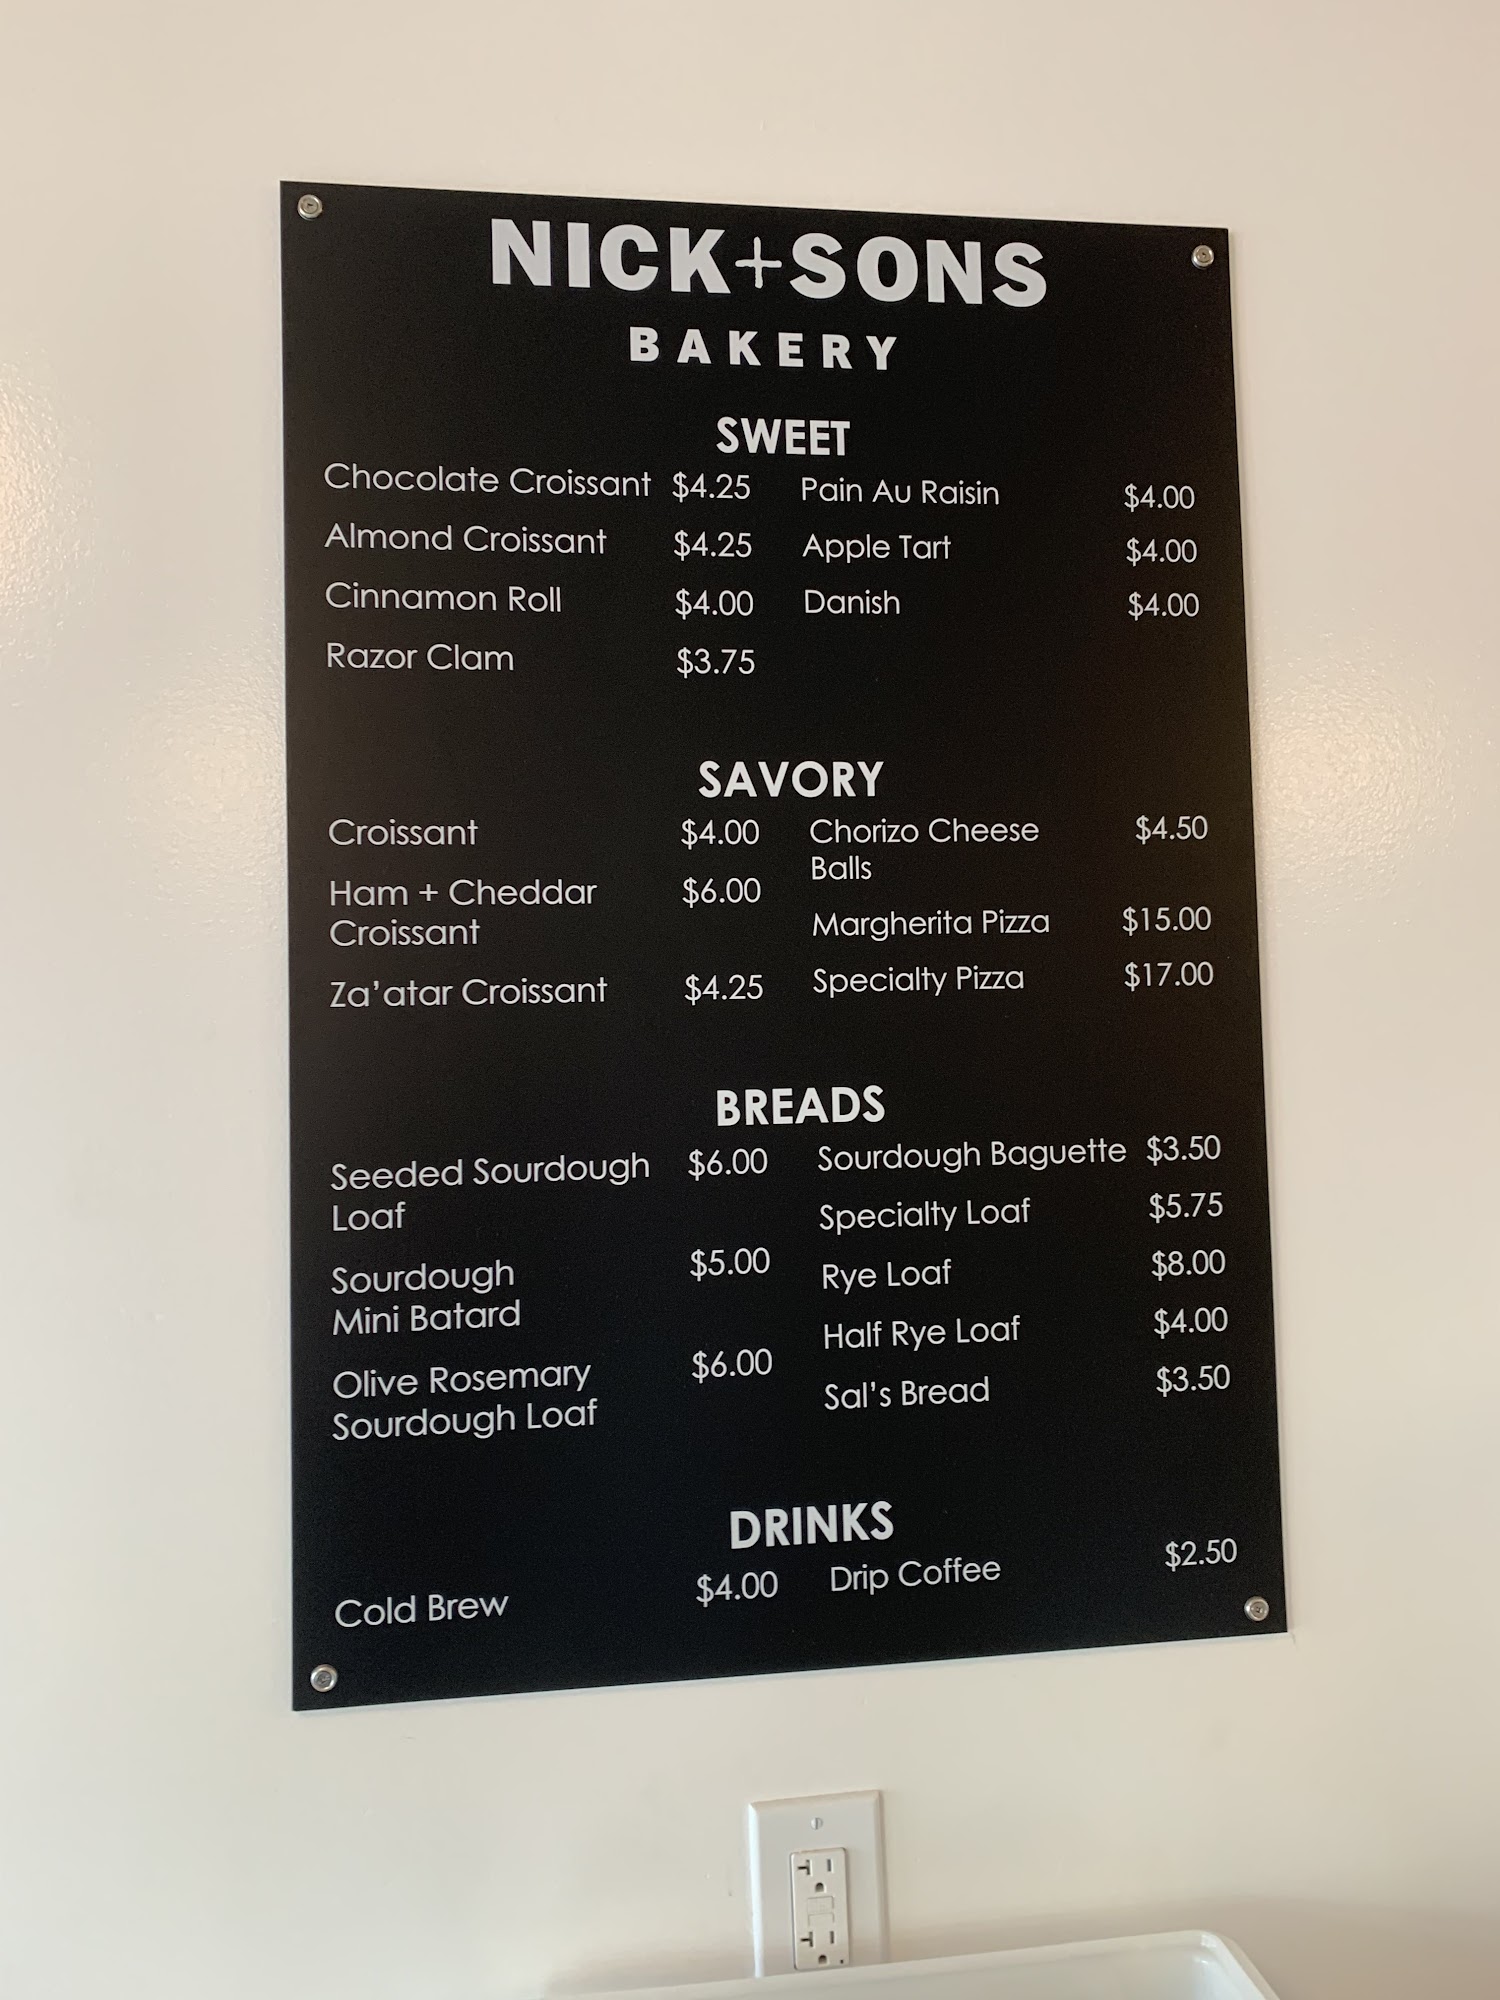 NICK+SONS
BAKERY
SWEET
Chocolate Croissant $4.25
Almond Croissant $4.25
Cinnamon Roll $4.00
Razor Clam $3.75
Pain Au Raisin $4.00
Apple Tart $4.00
Danish $4.00
SAVORY
Croissant $4.00
Ham + Cheddar $6.00
Croissant
Za'atar Croissant $4.25
Chorizo Cheese $4.50
Balls
Margherita Pizza $15.00
Specialty Pizza $17.00
BREADS
Seeded Sourdough $6.00
Loaf
Sourdough $5.00
Mini Batard
Olive Rosemary $6.00
Sourdough Loaf
Sourdough Baguette $3.50
Specialty Loaf $5.75
Rye Loaf $8.00
Half Rye Loaf $4.00
Sal's Bread $3.50
DRINKS
Cold Brew $4.00
Drip Coffee $2.50